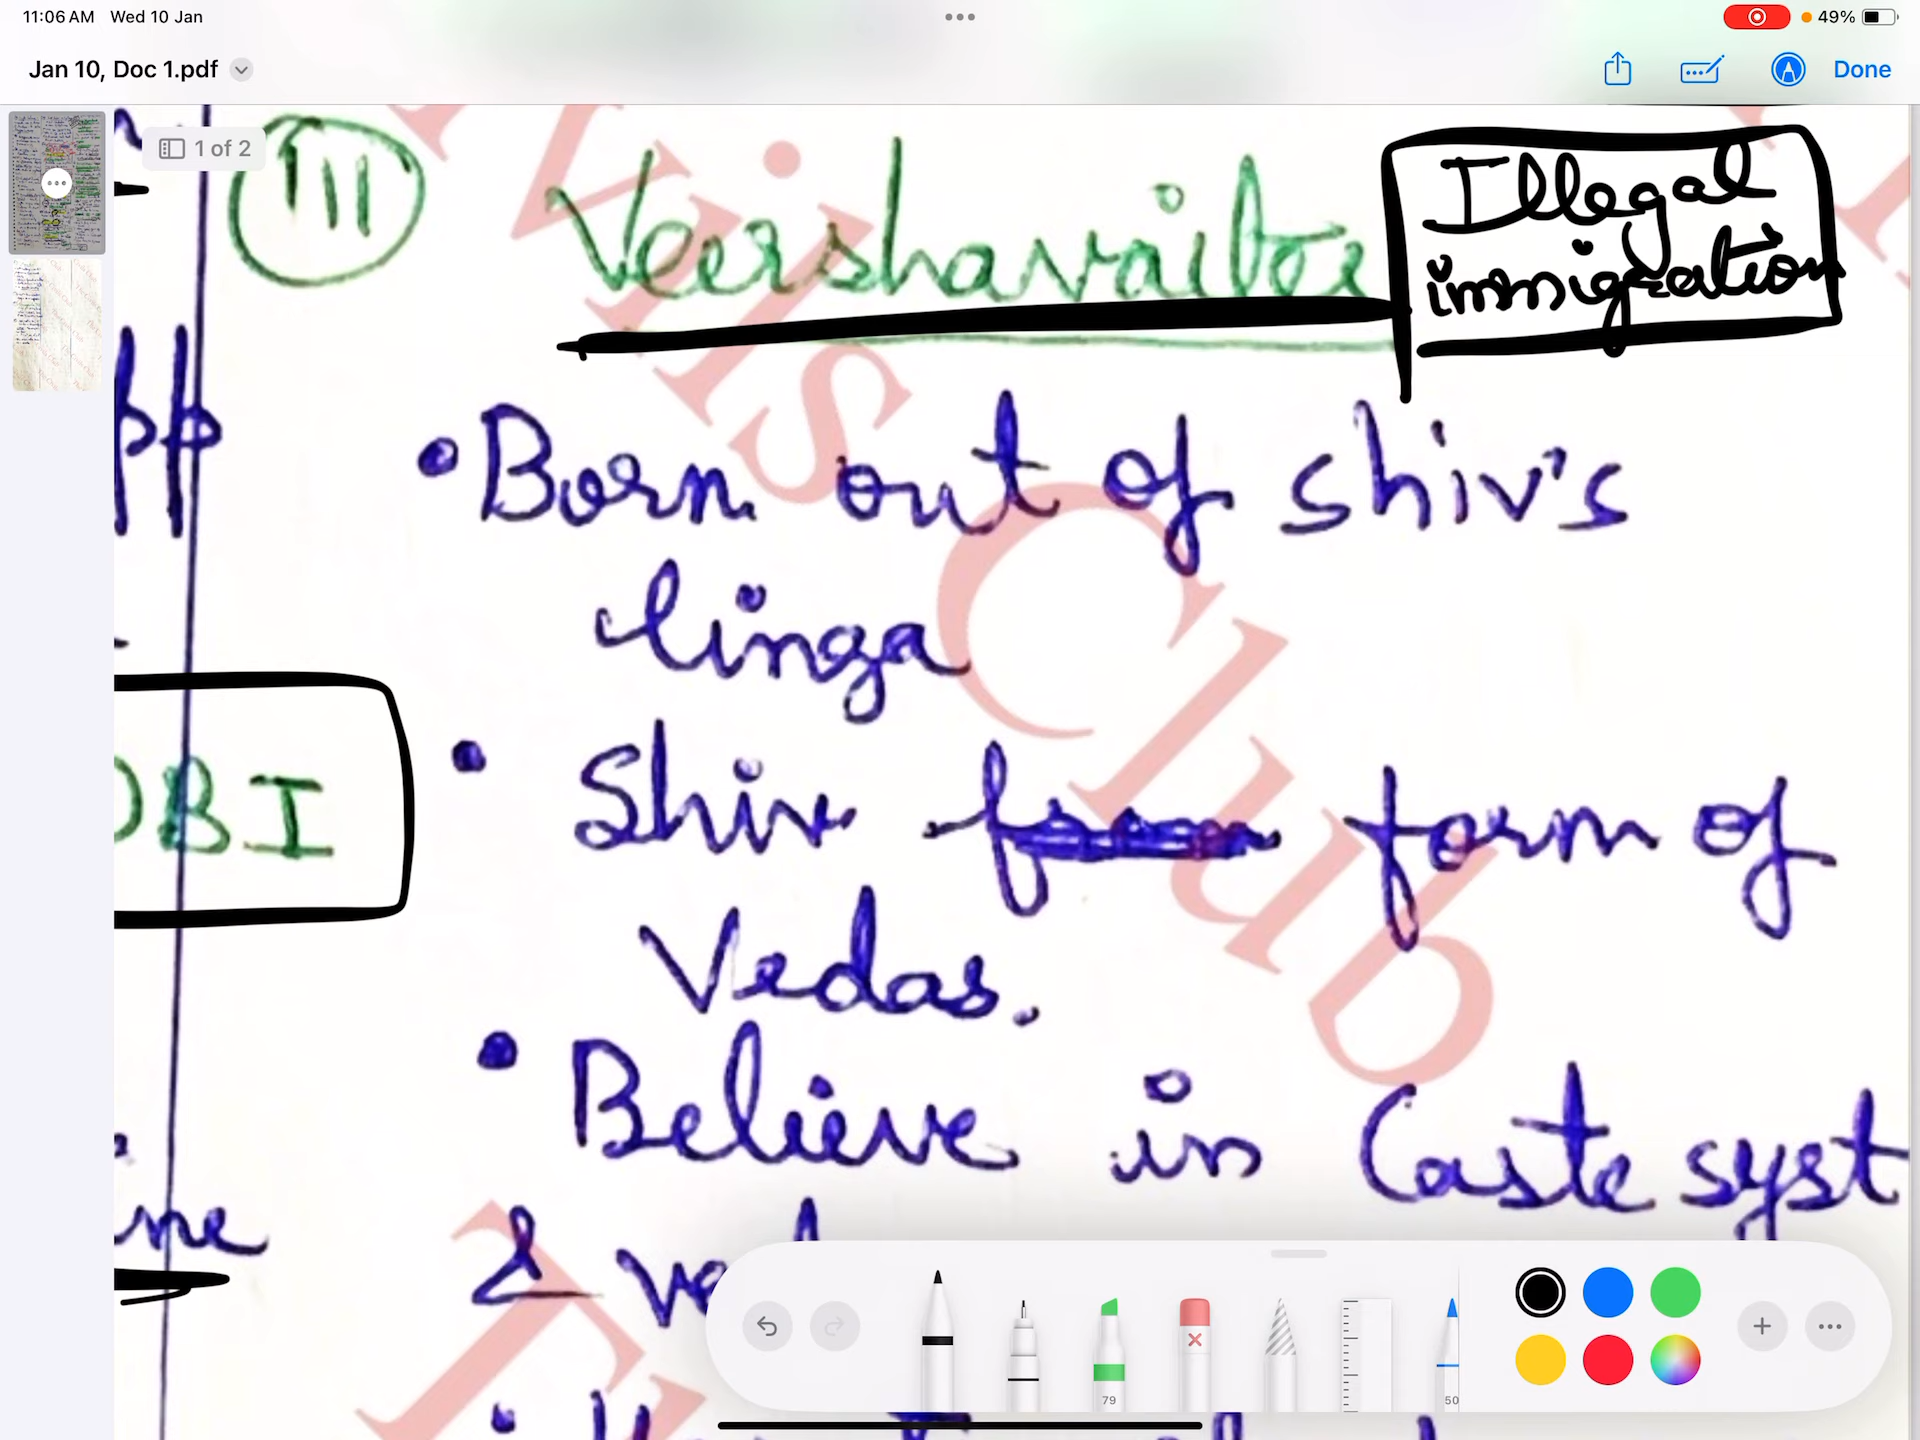 11:06 AM Wed 10 Jan
49%
Jan 10, Doc 1.pdf
Done
1 of 2
III
Illegal
immigration
• Born out of shiv's
linga
• Shiv form of
Vedas.
BI
• Believe in Caste syst
&
79
50
Club